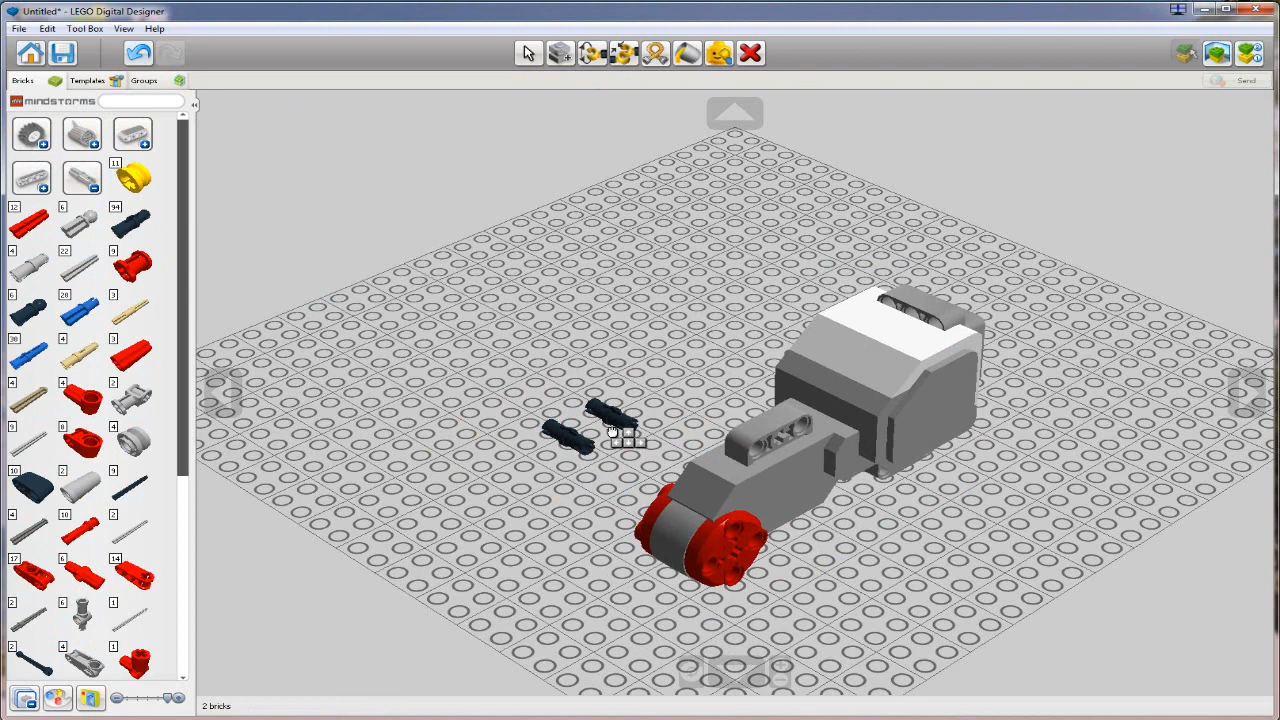 Untitled* - LEGO Digital Designer
File Edit Tool Box View Help
Bricks Templates Groups Send
mindstorms
11
12 6 94
4 22 9
6 28 3
38 4 3
4 4 2
9 8 4
10 2 9
4 10 2
17 6 14
2 6 1
2 4 1
2 bricks